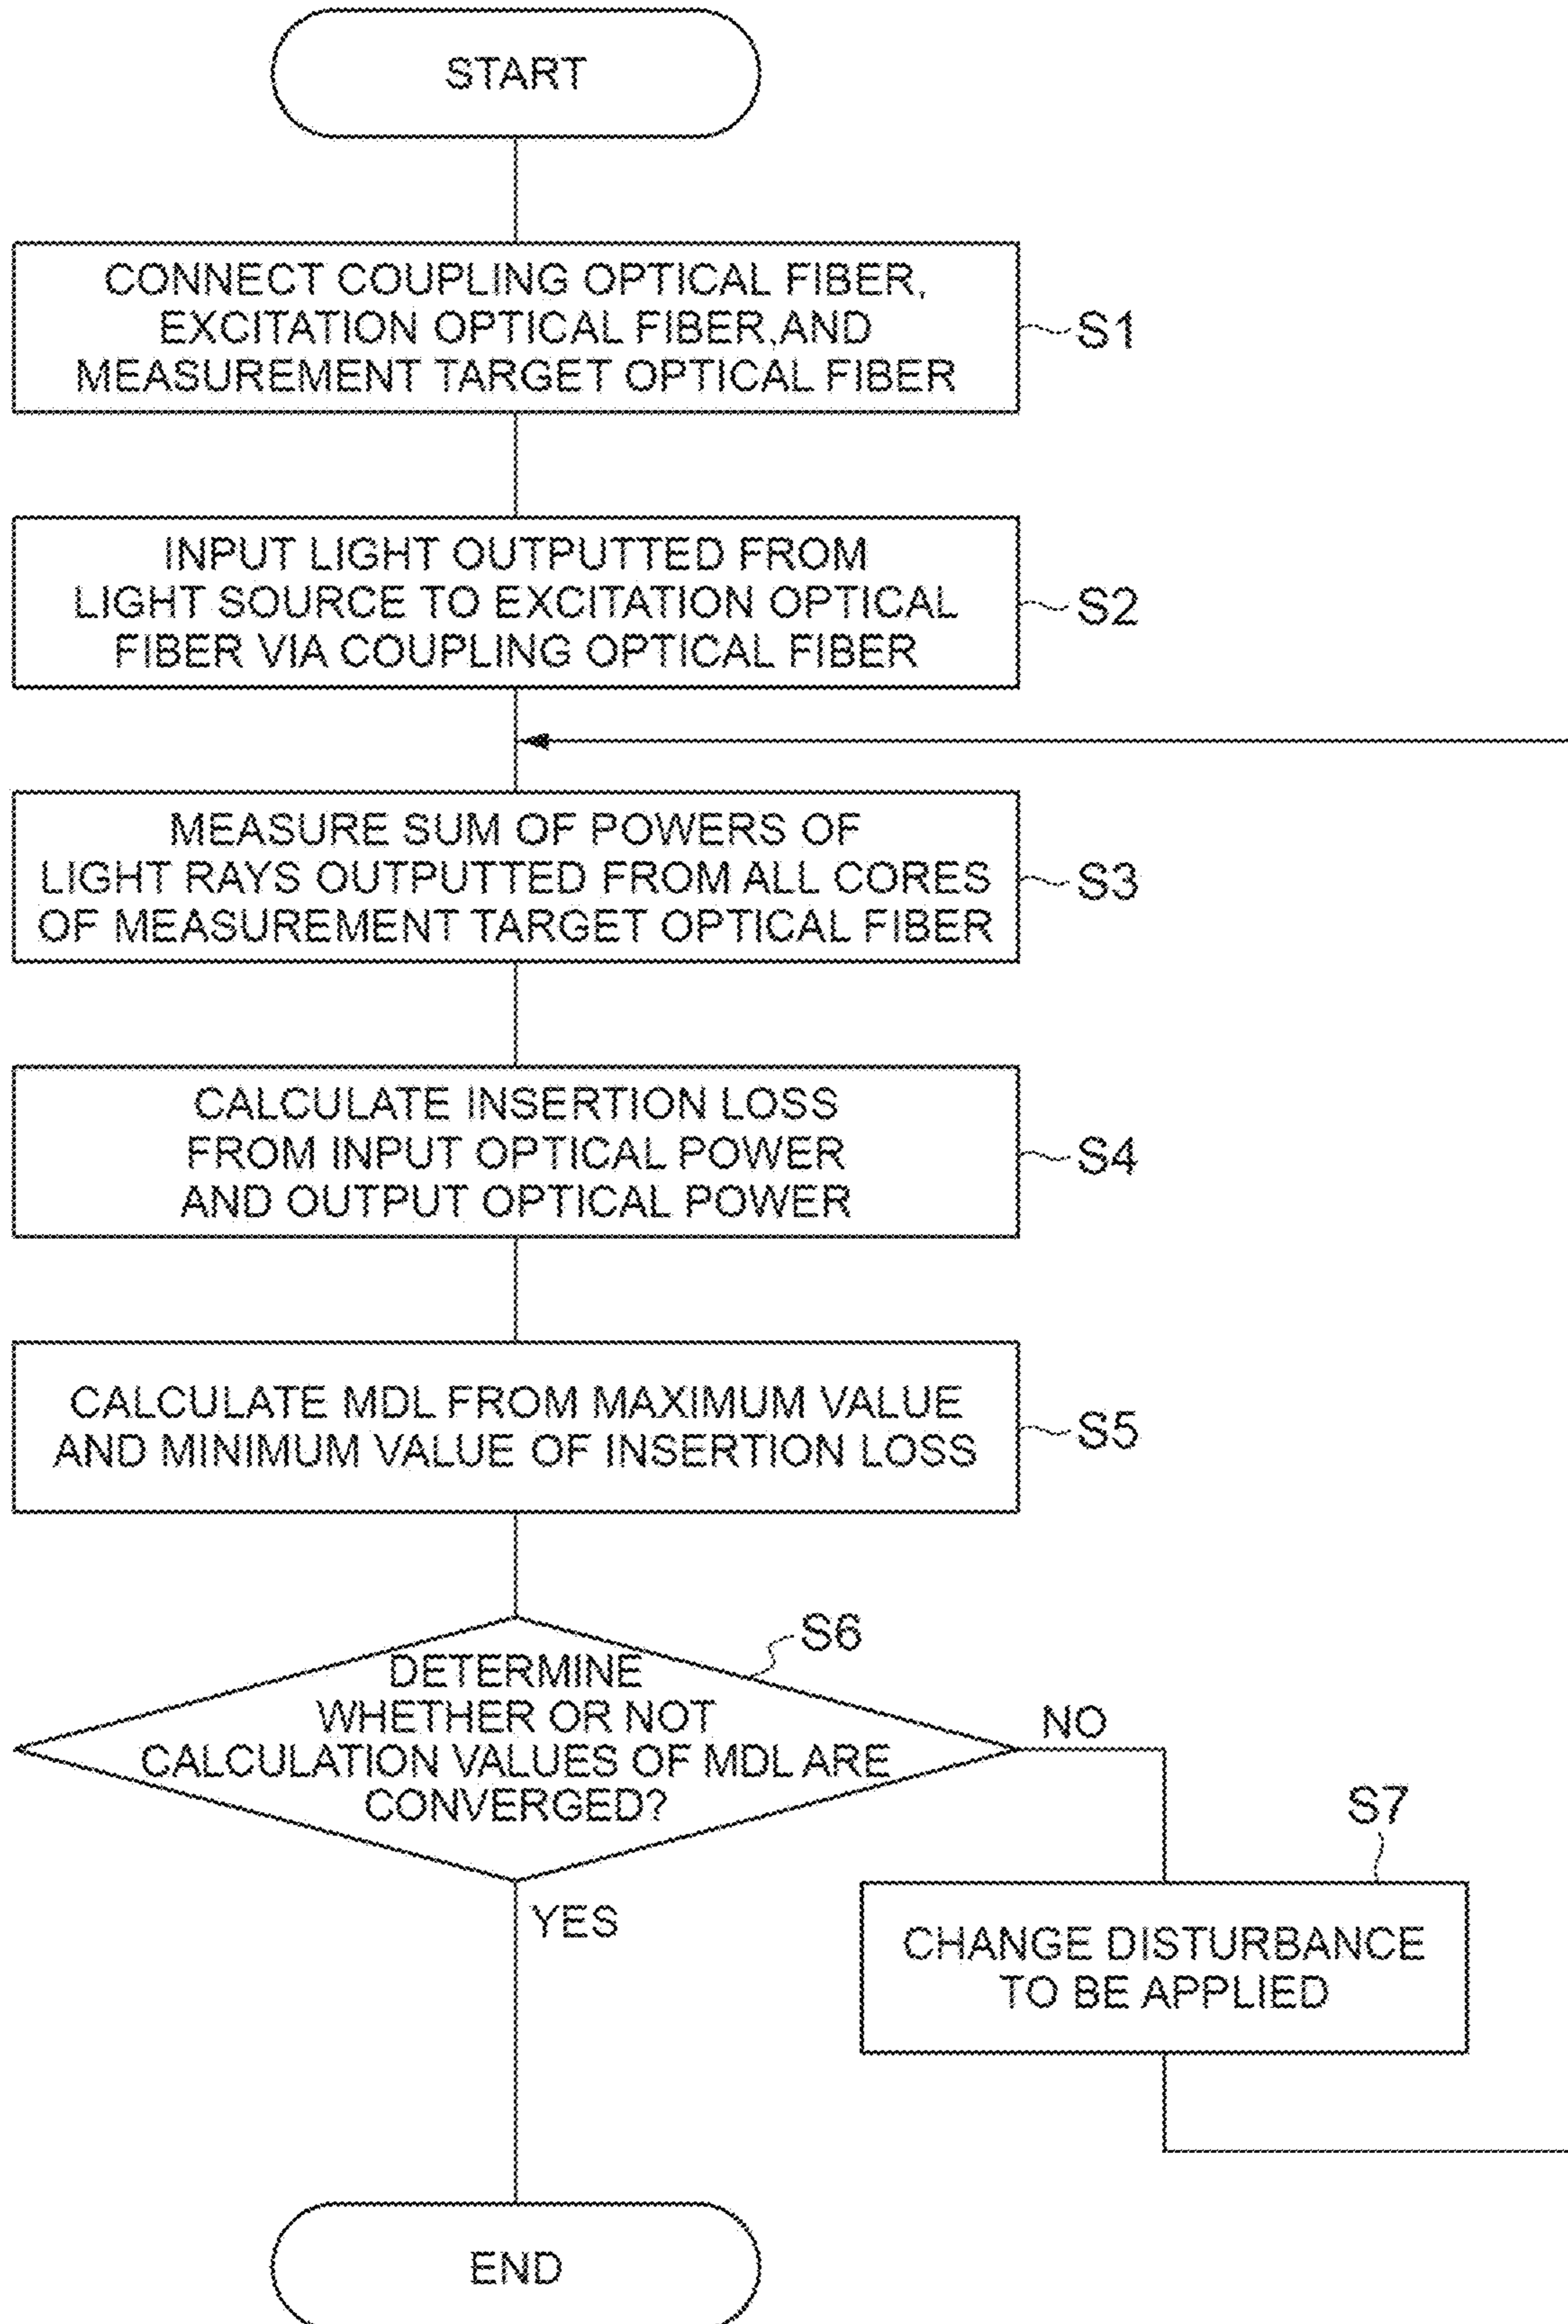 START
CONNECT COUPLING OPTICAL FIBER,
EXCITATION OPTICAL FIBER,AND
MEASUREMENT TARGET OPTICAL FIBER
S1
INPUT LIGHT OUTPUTTED FROM
LIGHT SOURCE TO EXCITATION OPTICAL
FIBER VIA COUPLING OPTICAL FIBER
S2
MEASURE SUM OF POWERS OF
LIGHT RAYS OUTPUTTED FROM ALL CORES
OF MEASUREMENT TARGET OPTICAL FIBER
S3
CALCULATE INSERTION LOSS
FROM INPUT OPTICAL POWER
AND OUTPUT OPTICAL POWER
S4
CALCULATE MDL FROM MAXIMUM VALUE
AND MINIMUM VALUE OF INSERTION LOSS
S5
S6
DETERMINE
WHETHER OR NOT
CALCULATION VALUES OF MDL ARE
CONVERGED?
NO
YES
S7
CHANGE DISTURBANCE
TO BE APPLIED
END